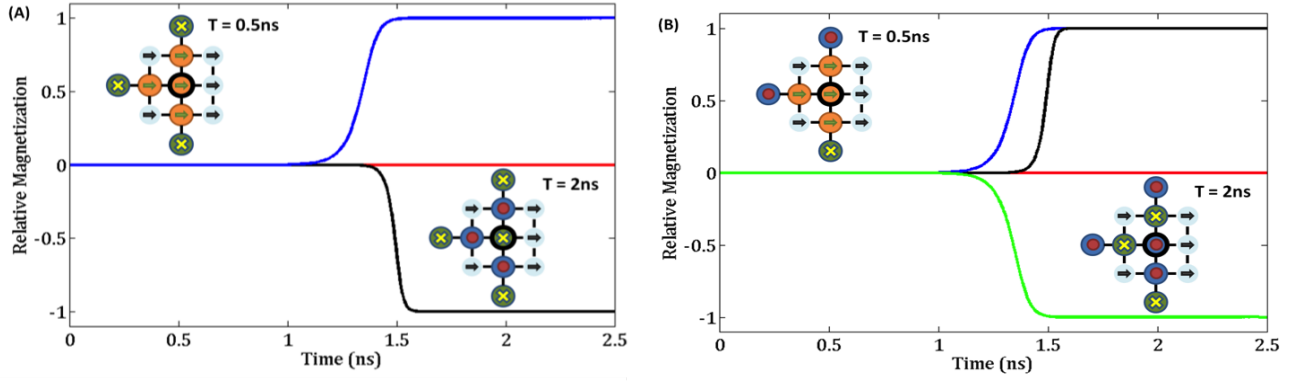 (A)
T = 0.5ns
T = 2ns
Relative Magnetization
1
0.5
0
-0.5
-1
0
0.5
1
1.5
2
2.5
Time (ns)
(B)
T = 0.5ns
T = 2ns
Relative Magnetization
1
0.5
0
-0.5
-1
0
0.5
1
1.5
2
2.5
Time (ns)